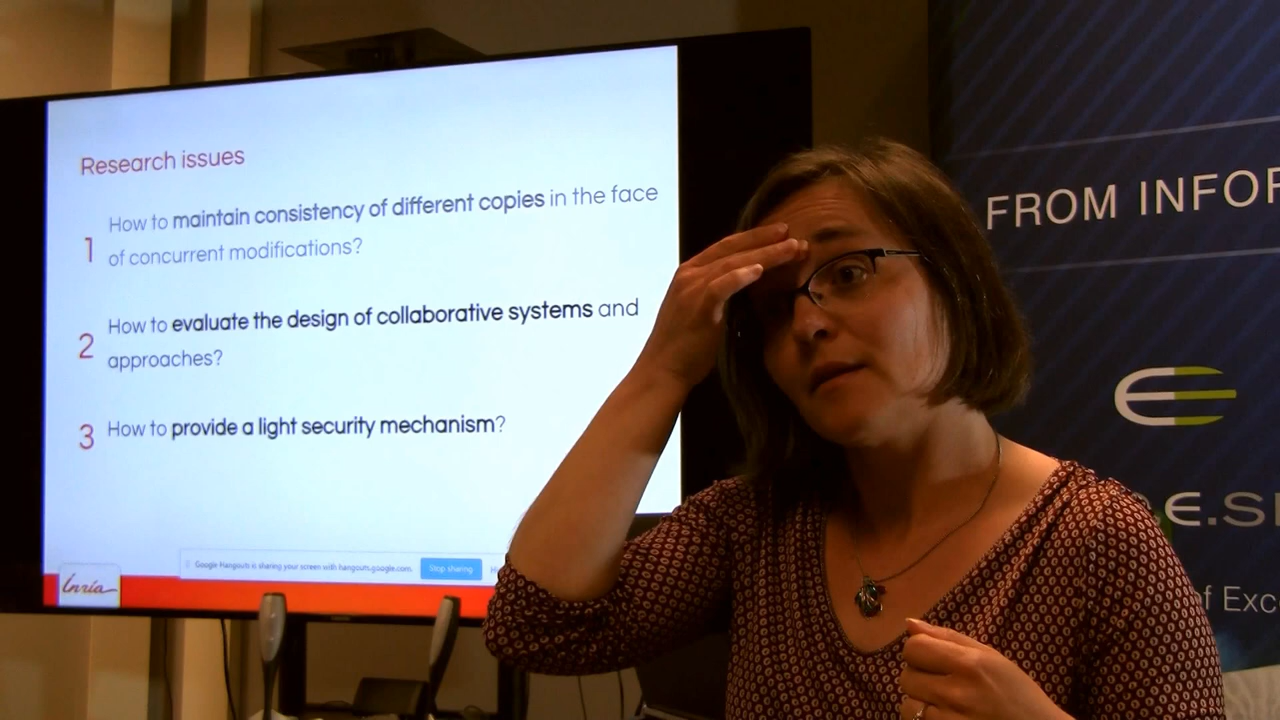 Research issues
1 How to maintain consistency of different copies in the face
of concurrent modifications?
2 How to evaluate the design of collaborative systems and
approaches?
3 How to provide a light security mechanism?
Google Hangouts is sharing your screen with hangouts.google.com. Stop sharing
Inria
FROM INFOR
.E.SI
of Exc